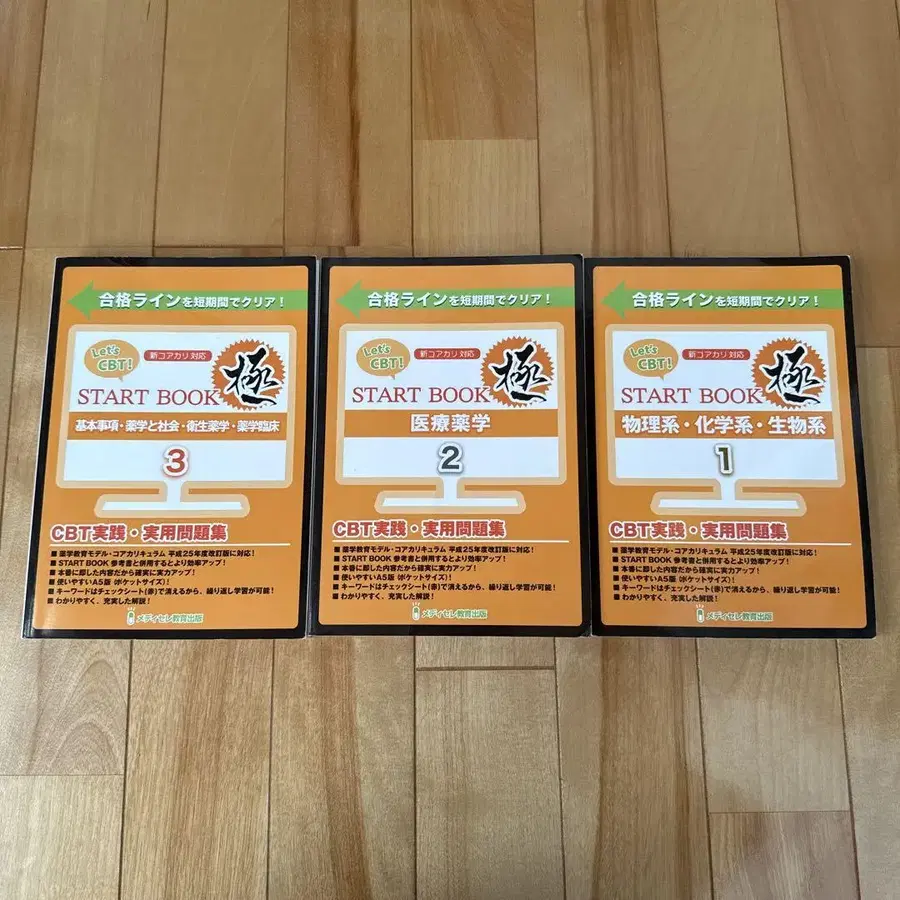 合格ラインを短期間でクリア!
Let's CBT!
新コアカリ対応
START BOOK 極
基本事項・薬学と社会・衛生薬学・薬学臨床
3
CBT実践・実用問題集
■ 薬学教育モデル・コアカリキュラム 平成25年度改訂版に対応!
■ START BOOK 参考書と併用するとより効率アップ!
■ 本番に即した内容だから確実に実力アップ!
■ 使いやすいA5版(ポケットサイズ)!
■ キーワードはチェックシート(赤)で消えるから、繰り返し学習が可能!
■ わかりやすく、充実した解説!
メディセレ教育出版
合格ラインを短期間でクリア!
Let's CBT!
新コアカリ対応
START BOOK 極
医療薬学
2
CBT実践・実用問題集
■ 薬学教育モデル・コアカリキュラム 平成25年度改訂版に対応!
■ START BOOK 参考書と併用するとより効率アップ!
■ 本番に即した内容だから確実に実力アップ!
■ 使いやすいA5版(ポケットサイズ)!
■ キーワードはチェックシート(赤)で消えるから、繰り返し学習が可能!
■ わかりやすく、充実した解説!
メディセレ教育出版
合格ラインを短期間でクリア!
Let's CBT!
新コアカリ対応
START BOOK 極
物理系・化学系・生物系
1
CBT実践・実用問題集
■ 薬学教育モデル・コアカリキュラム 平成25年度改訂版に対応!
■ START BOOK 参考書と併用するとより効率アップ!
■ 本番に即した内容だから確実に実力アップ!
■ 使いやすいA5版(ポケットサイズ)!
■ キーワードはチェックシート(赤)で消えるから、繰り返し学習が可能!
■ わかりやすく、充実した解説!
メディセレ教育出版